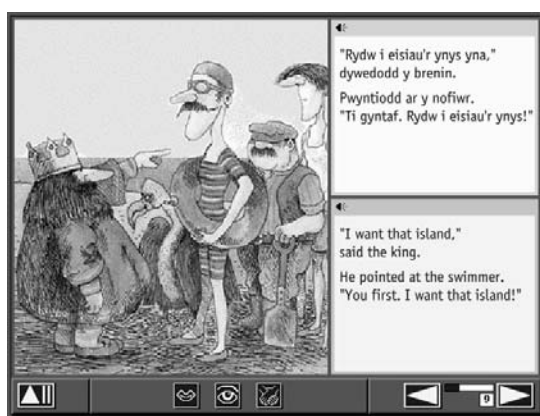 "Rydw i eisiau'r ynys yna,"
dywedodd y brenin.
Pwyntiodd ar y nofiwr.
"Ti gyntaf. Rydw i eisiau'r ynys!"
"I want that island,"
said the king.
He pointed at the swimmer.
"You first. I want that island!"
9